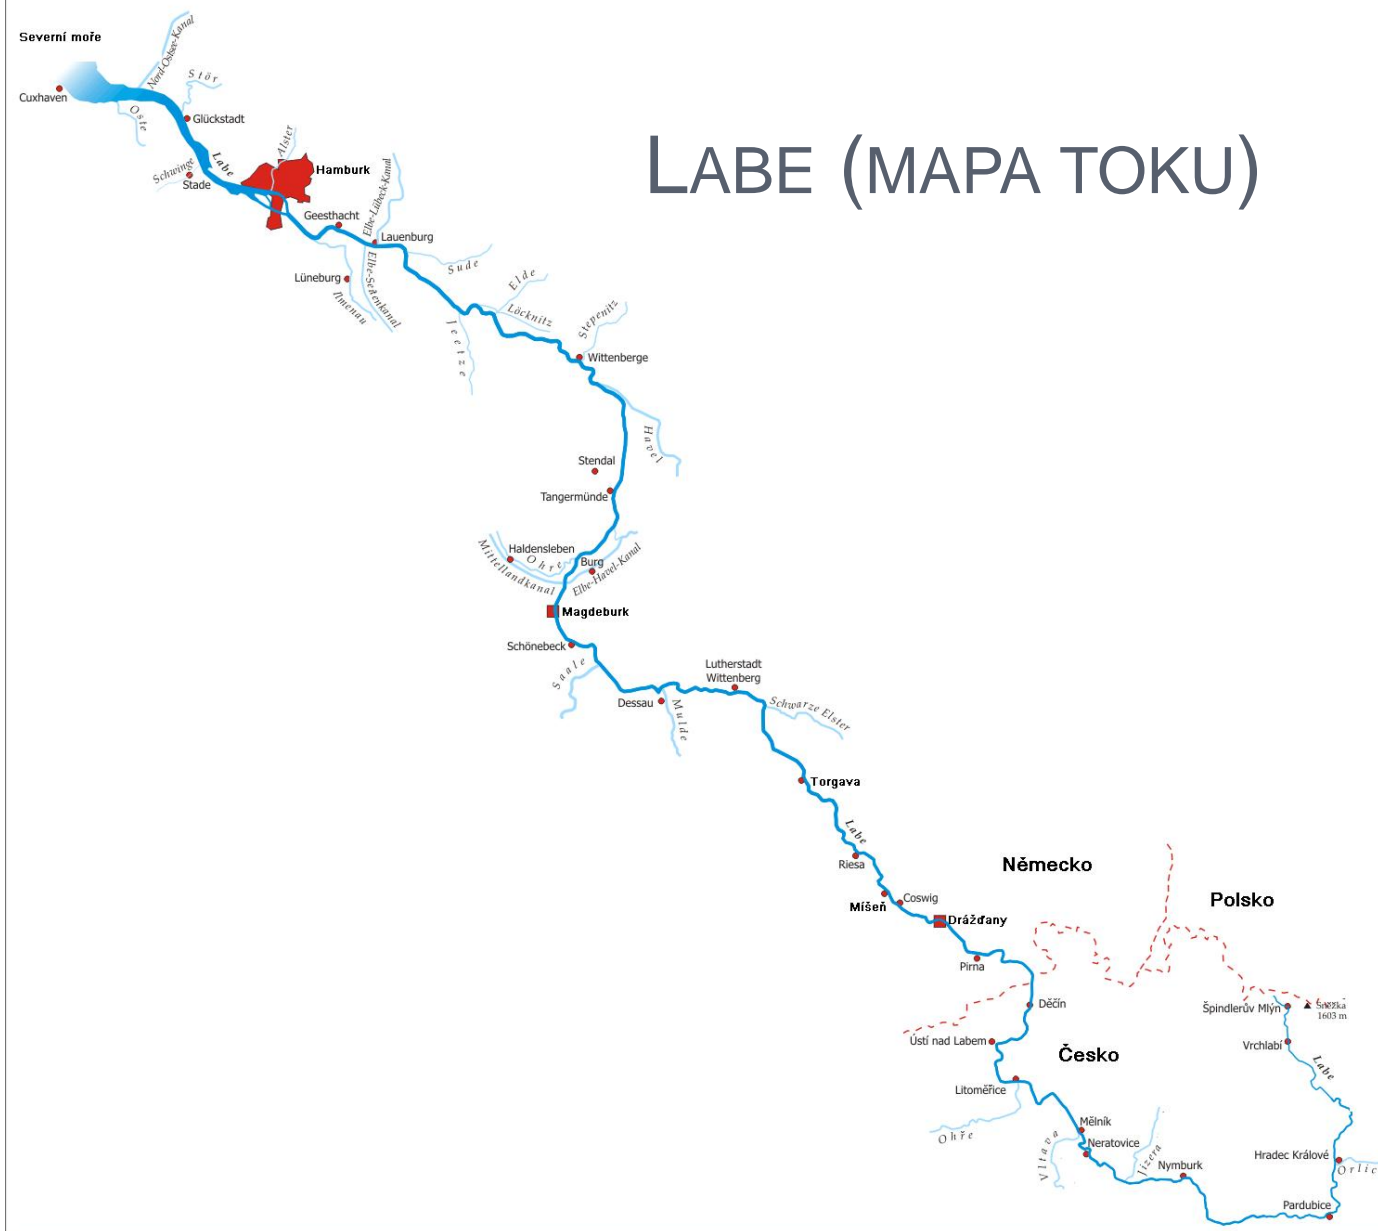 LABE (MAPA TOKU)
Severní moře
Nord-Ostsee-Kanal
Stör
Cuxhaven
Oste
Glückstadt
Alster
Labe
Schwinge
Stade
Hamburk
Elbe-Lübeck-Kanal
Geesthacht
Lauenburg
Sude
Elbe-Seitenkanal
Lüneburg
Ilmenau
Elde
Löcknitz
Stepenitz
Jeetze
Wittenberge
Havel
Stendal
Tangermünde
Haldensleben
Ohre
Mittellandkanal
Burg
Elbe-Havel-Kanal
Magdeburk
Schönebeck
Saale
Lutherstadt
Wittenberg
Dessau
Mulde
Schwarze Elster
Torgava
Labe
Riesa
Německo
Míšeň
Coswig
Polsko
Drážďany
Pirna
Děčín
Špindlerův Mlýn
Sněžka
1603 m
Ústí nad Labem
Česko
Vrchlabí
Labe
Litoměřice
Ohře
Mělník
Vltava
Neratovice
Jizera
Nymburk
Hradec Králové
Orlic
Pardubice